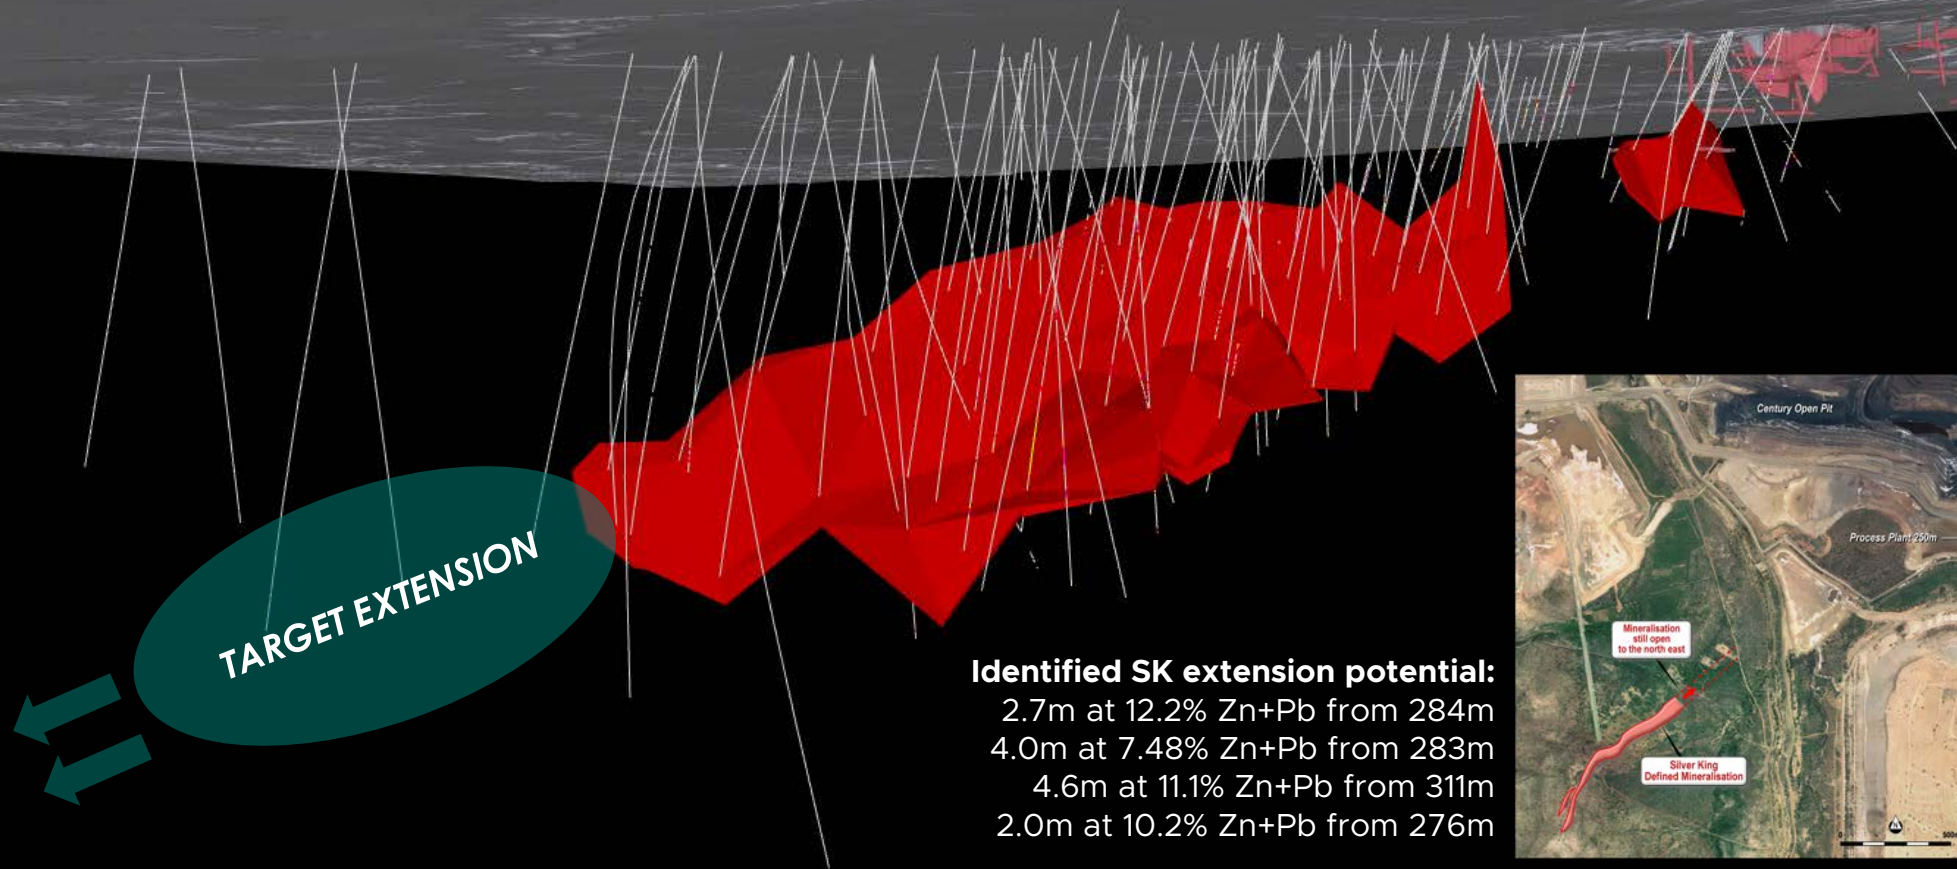 TARGET EXTENSION
Identified SK extension potential:
2.7m at 12.2% Zn+Pb from 284m
4.0m at 7.48% Zn+Pb from 283m
4.6m at 11.1% Zn+Pb from 311m
2.0m at 10.2% Zn+Pb from 276m
Century Open Pit
Process Plant 250m
Mineralisation
still open
to the north east
Silver King
Defined Mineralisation
0